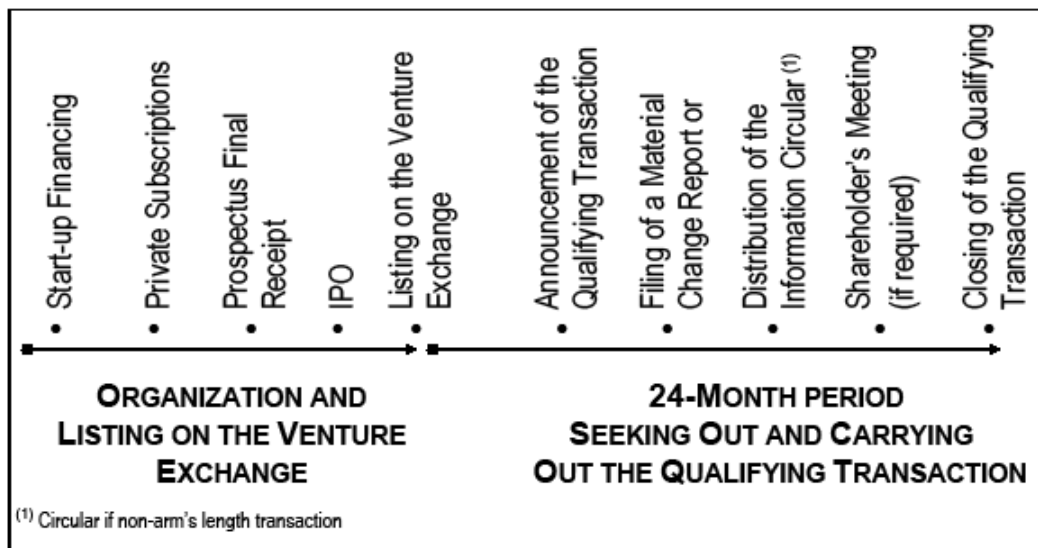 Start-up Financing
Private Subscriptions
Prospectus Final
Receipt
IPO
Listing on the Venture
Exchange
Announcement of the
Qualifying Transaction
Filing of a Material
Change Report or
Distribution of the
Information Circular (1)
Shareholder's Meeting
(if required)
Closing of the Qualifying
Transaction
ORGANIZATION AND
LISTING ON THE VENTURE
EXCHANGE
24-MONTH PERIOD
SEEKING OUT AND CARRYING
OUT THE QUALIFYING TRANSACTION
(1) Circular if non-arm's length transaction